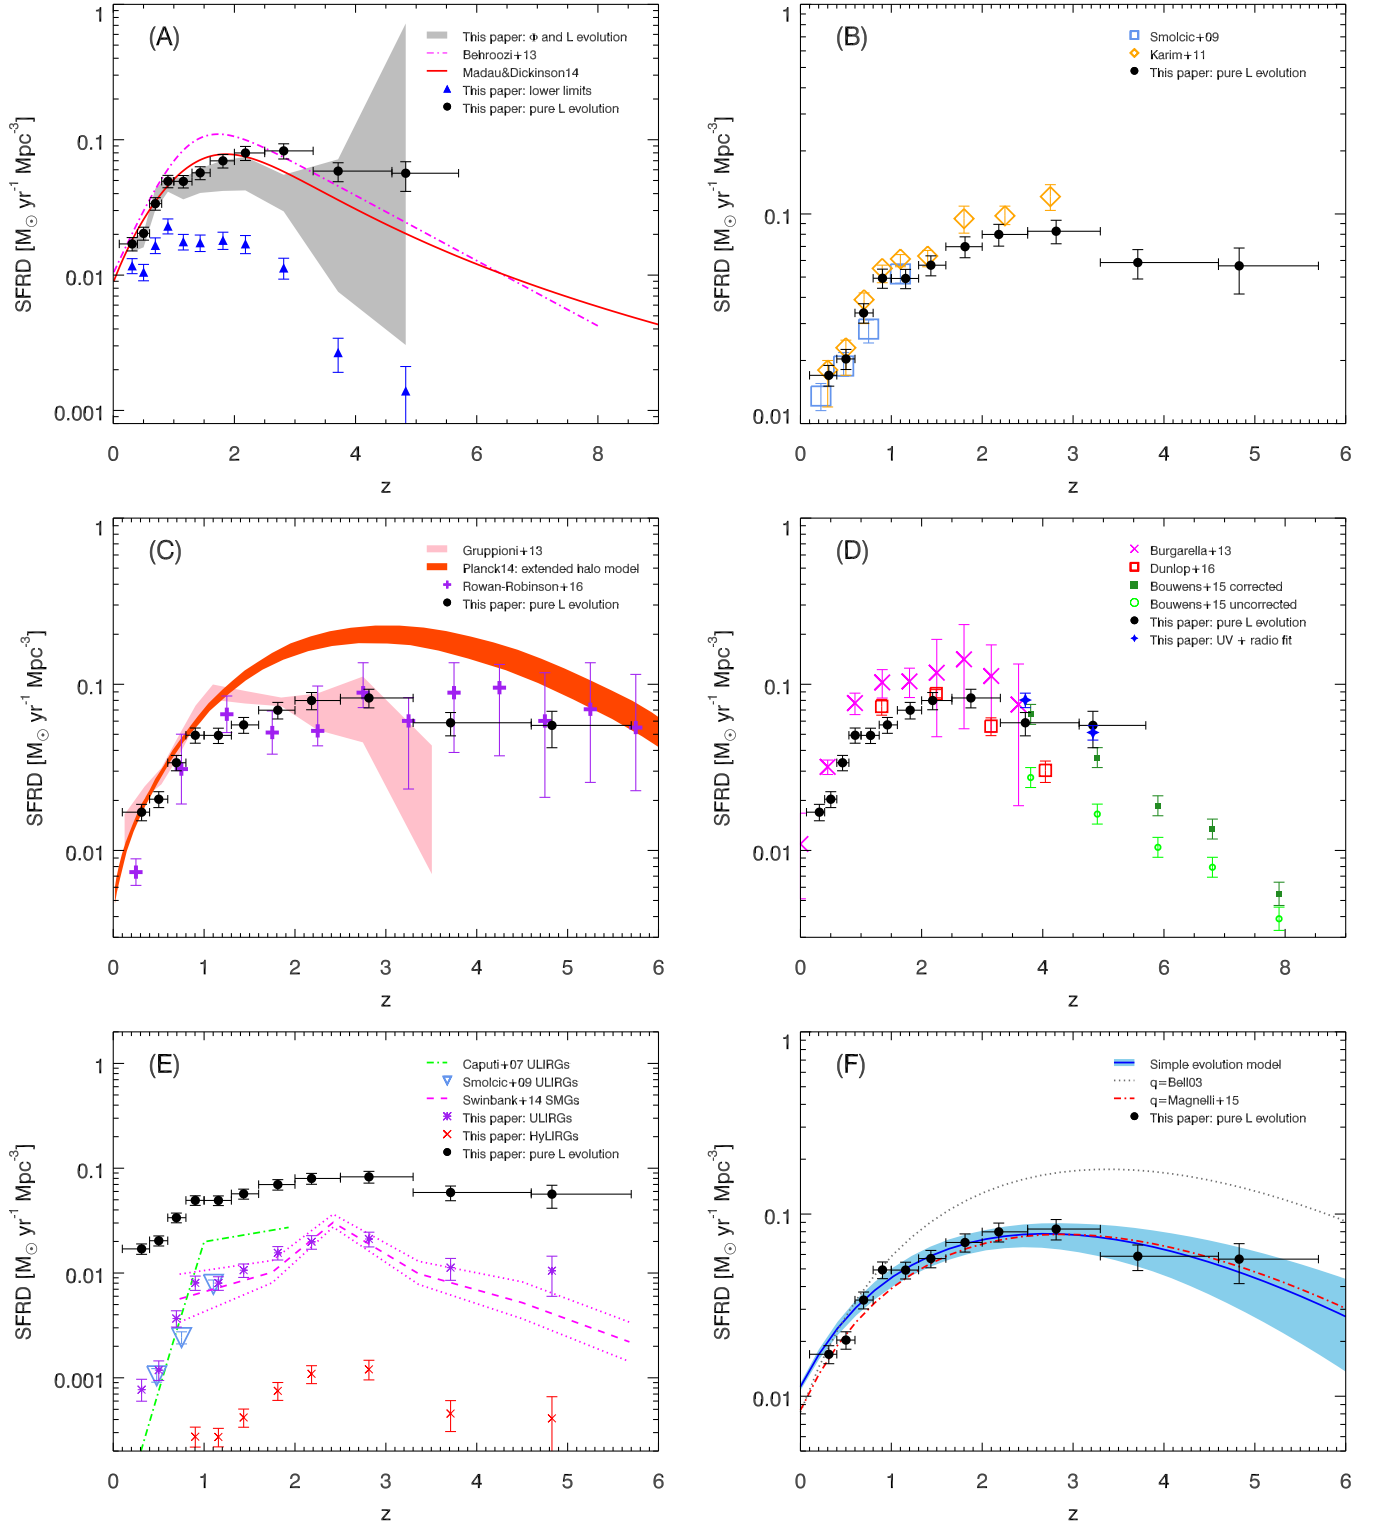 (A)
This paper: Φ and L evolution
Behroozi+13
Madau&Dickinson14
This paper: lower limits
This paper: pure L evolution
1
0.1
0.01
0.001
SFRD [M⊙ yr-1 Mpc-3]
0 2 4 6 8
z
(B)
Smolcic+09
Karim+11
This paper: pure L evolution
1
0.1
0.01
SFRD [M⊙ yr-1 Mpc-3]
0 1 2 3 4 5 6
z
(C)
Gruppioni+13
Planck14: extended halo model
Rowan-Robinson+16
This paper: pure L evolution
1
0.1
0.01
SFRD [M⊙ yr-1 Mpc-3]
0 1 2 3 4 5 6
z
(D)
Burgarella+13
Dunlop+16
Bouwens+15 corrected
Bouwens+15 uncorrected
This paper: pure L evolution
This paper: UV + radio fit
1
0.1
0.01
SFRD [M⊙ yr-1 Mpc-3]
0 2 4 6 8
z
(E)
Caputi+07 ULIRGs
Smolcic+09 ULIRGs
Swinbank+14 SMGs
This paper: ULIRGs
This paper: HyLIRGs
This paper: pure L evolution
1
0.1
0.01
0.001
SFRD [M⊙ yr-1 Mpc-3]
0 1 2 3 4 5 6
z
(F)
Simple evolution model
q=Bell03
q=Magnelli+15
This paper: pure L evolution
1
0.1
0.01
SFRD [M⊙ yr-1 Mpc-3]
0 1 2 3 4 5 6
z